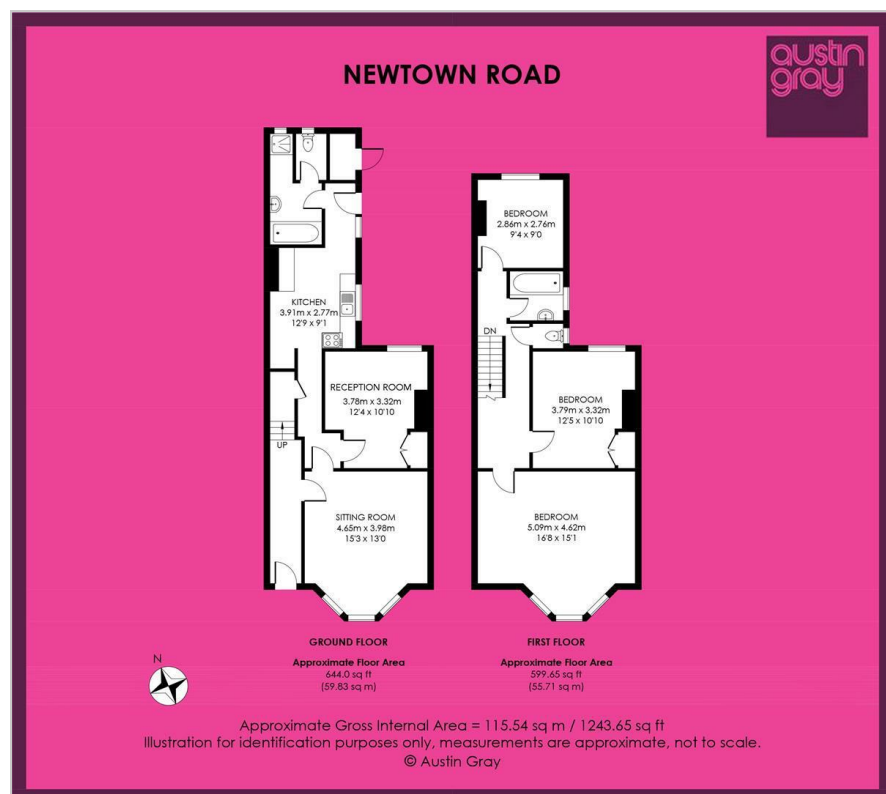 austin
gray
NEWTOWN ROAD
KITCHEN
3.91m x 2.77m
12'9 x 9'1
RECEPTION ROOM
3.78m x 3.32m
12'4 x 10'10
UP
SITTING ROOM
4.65m x 3.98m
15'3 x 13'0
GROUND FLOOR
Approximate Floor Area
644.0 sq ft
(59.83 sq m)
BEDROOM
2.86m x 2.76m
9'4 x 9'0
DN
BEDROOM
3.79m x 3.32m
12'5 x 10'10
BEDROOM
5.09m x 4.62m
16'8 x 15'1
FIRST FLOOR
Approximate Floor Area
599.65 sq ft
(55.71 sq m)
N
Approximate Gross Internal Area = 115.54 sq m / 1243.65 sq ft
Illustration for identification purposes only, measurements are approximate, not to scale.
© Austin Gray